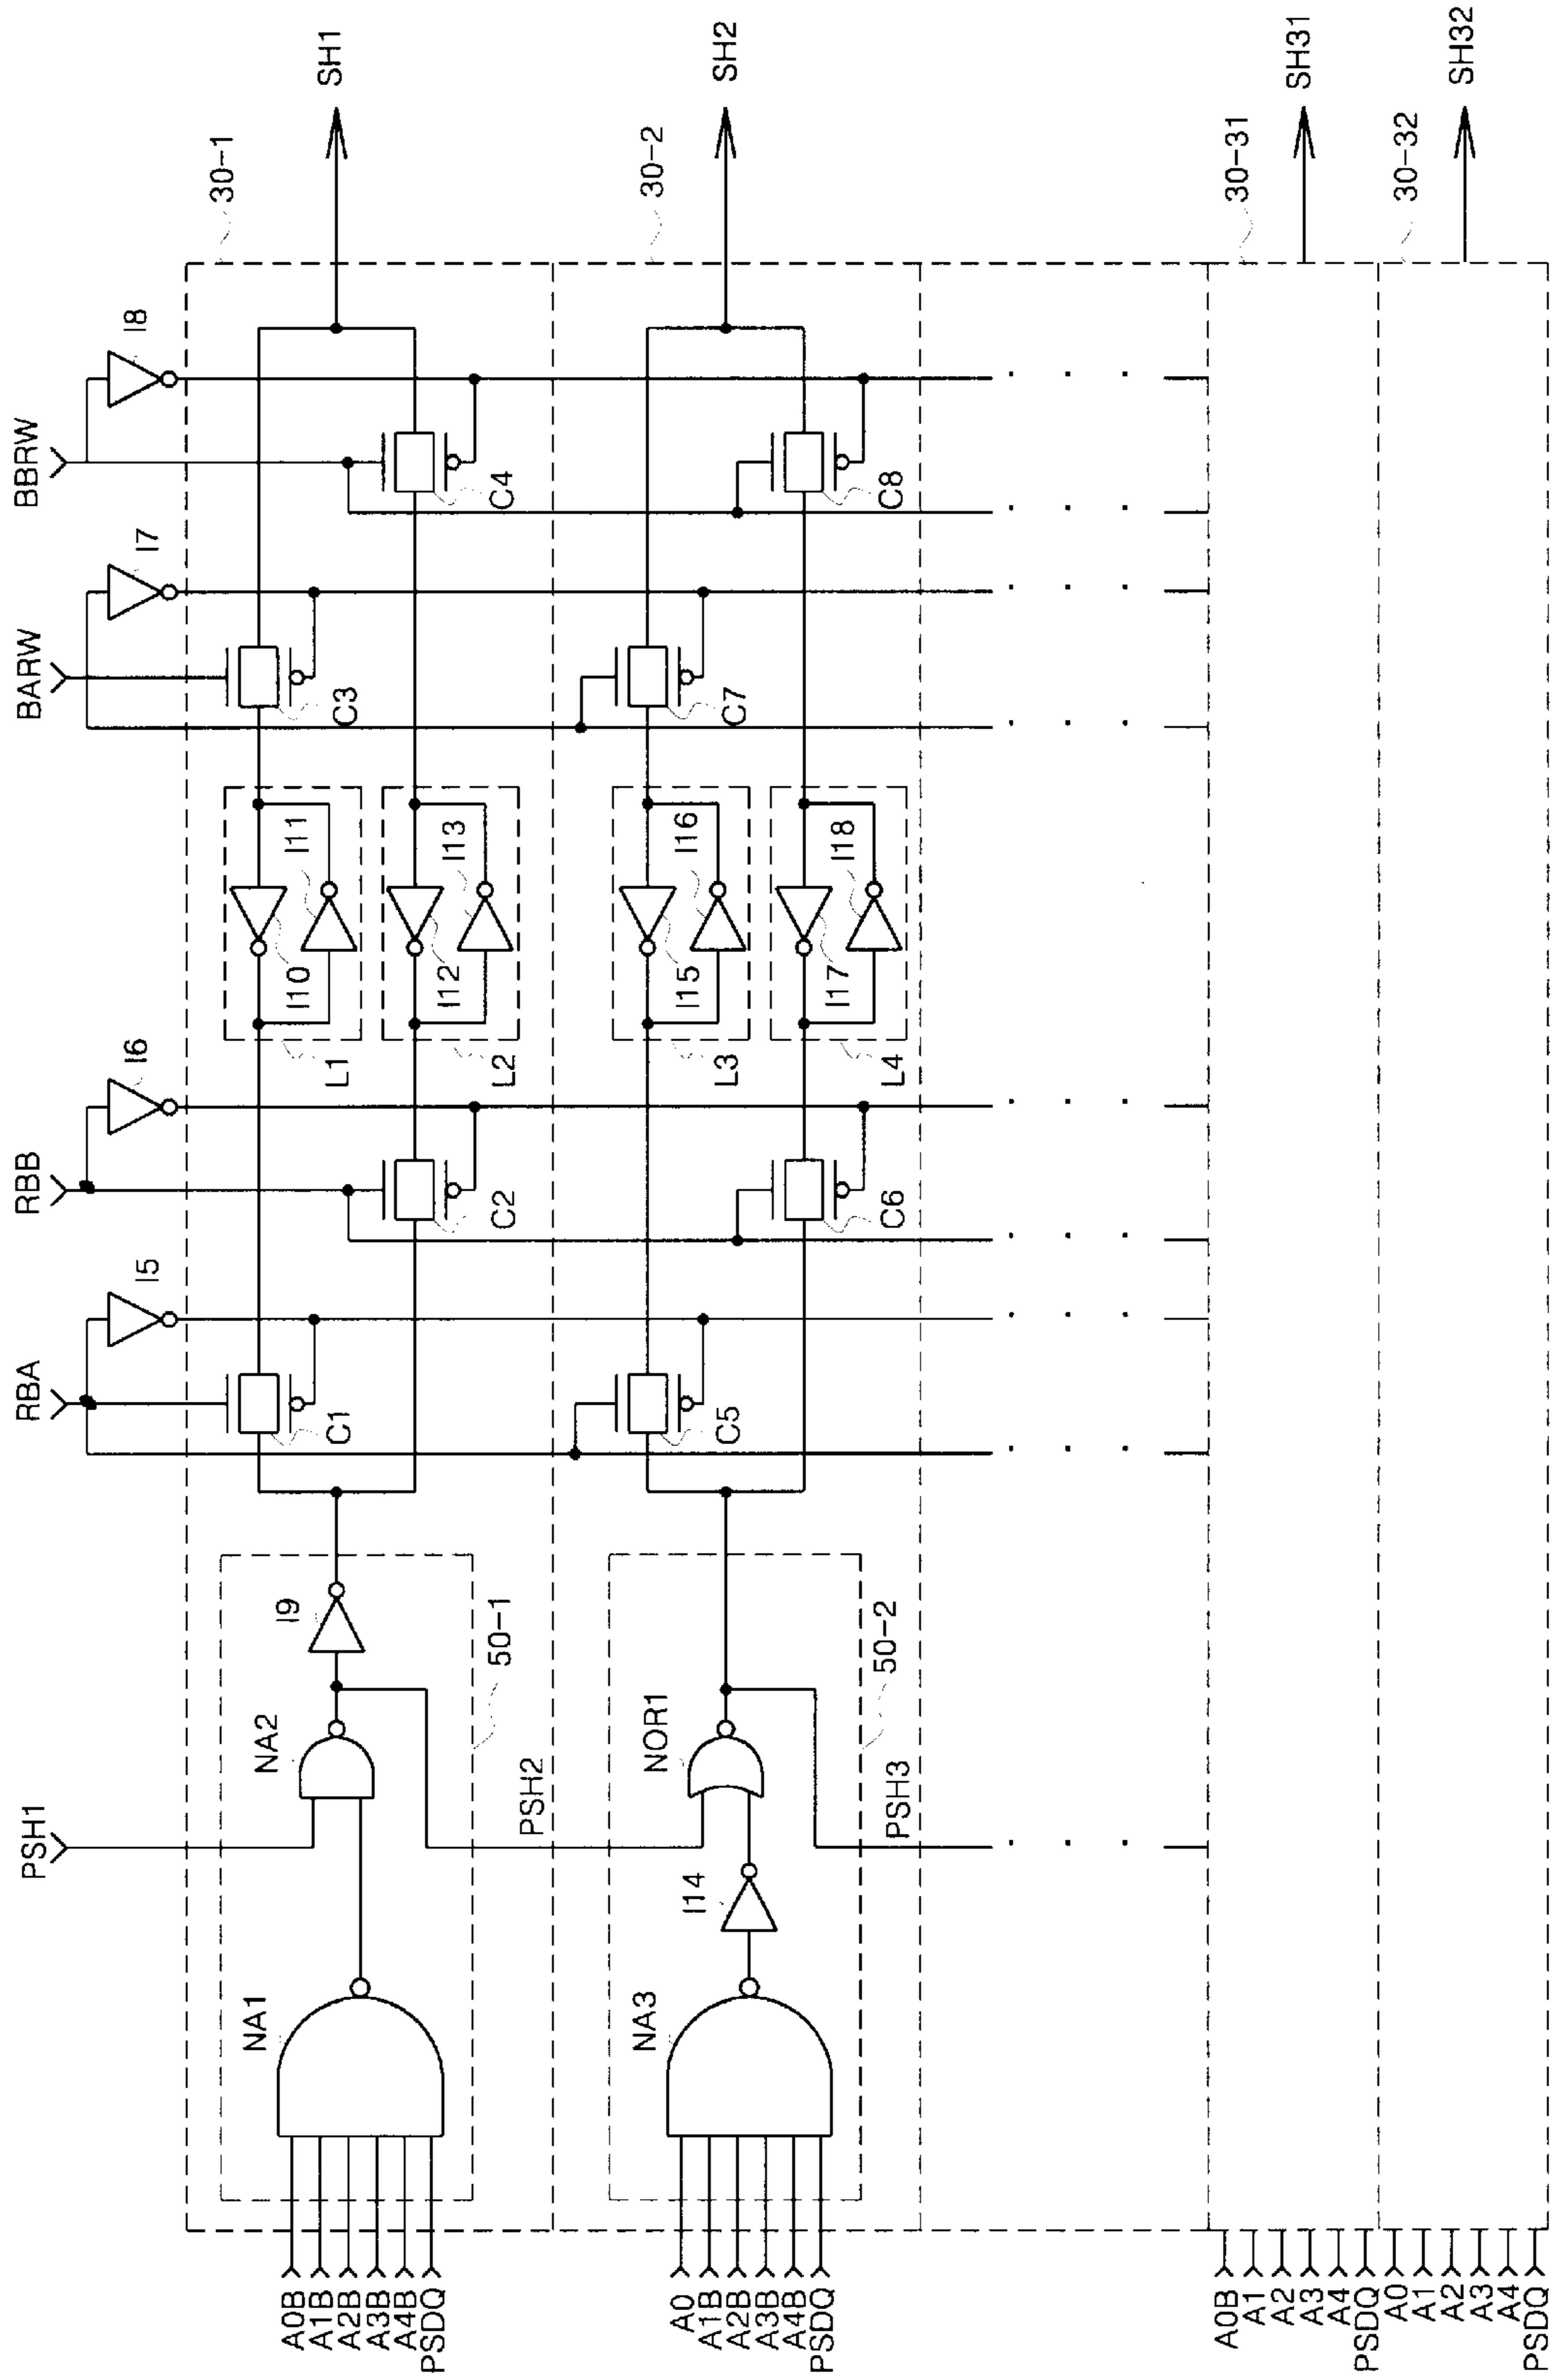 PSH1
RBA
RBB
BARW
BBRW
I5
I6
I7
I8
30-1
A0B
A1B
A2B
A3B
A4B
PSDQ
NA1
NA2
I9
50-1
C1
C2
L1
I10
I11
L2
I12
I13
C3
C4
SH1
PSH2
30-2
A0
A1B
A2B
A3B
A4B
PSDQ
NA3
I14
NOR1
50-2
C5
C6
L3
I15
I16
L4
I17
I18
C7
C8
SH2
PSH3
30-31
A0B
A1
A2
A3
A4
PSDQ
SH31
30-32
A0
A1
A2
A3
A4
PSDQ
SH32